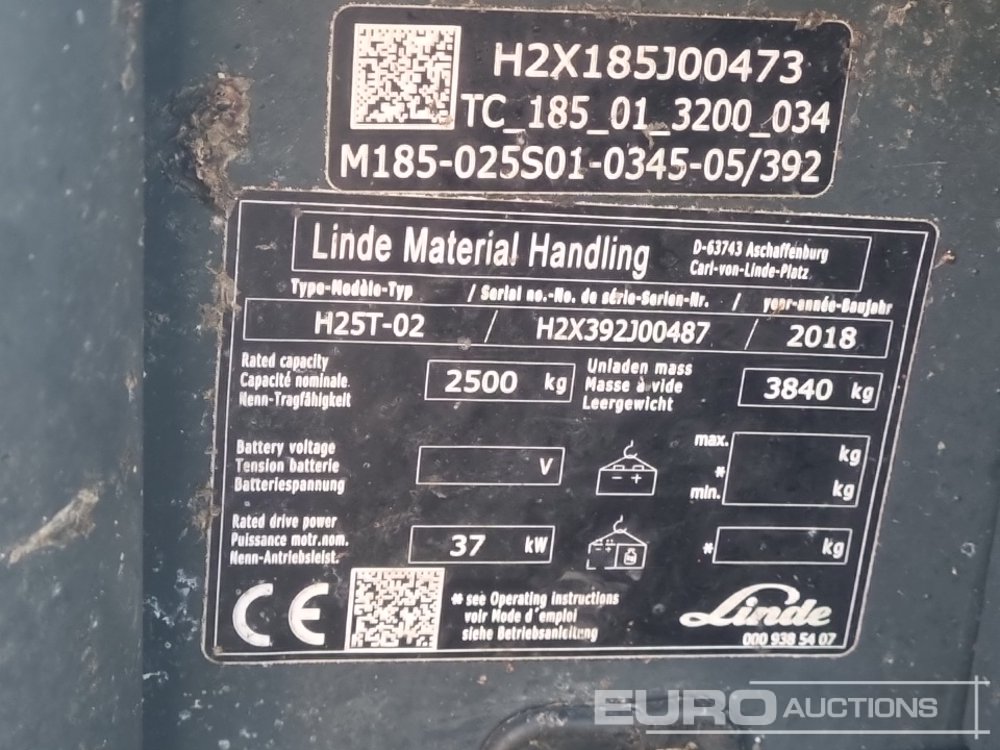 H2X185J00473
TC_185_01_3200_034
M185-025S01-0345-05/392
Linde Material Handling
D-63743 Aschaffenburg
Carl-von-Linde-Platz
Type-Modèle-Typ / Serial no.-No. de série-Serien-Nr. / year-année-Baujahr
H25T-02 / H2X392J00487 / 2018
Rated capacity
Capacité nominale
Nenn-Tragfähigkeit
2500 kg
Unladen mass
Masse à vide
Leergewicht
3840 kg
Battery voltage
Tension batterie
Batteriespannung
V
max. kg
*
min. kg
Rated drive power
Puissance motr.nom.
Nenn-Antriebsleist.
37 kW
* kg
CE
* see Operating instructions
voir Mode d'emploi
siehe Betriebsanleitung
Linde
000 938 54 07
EURO AUCTIONS